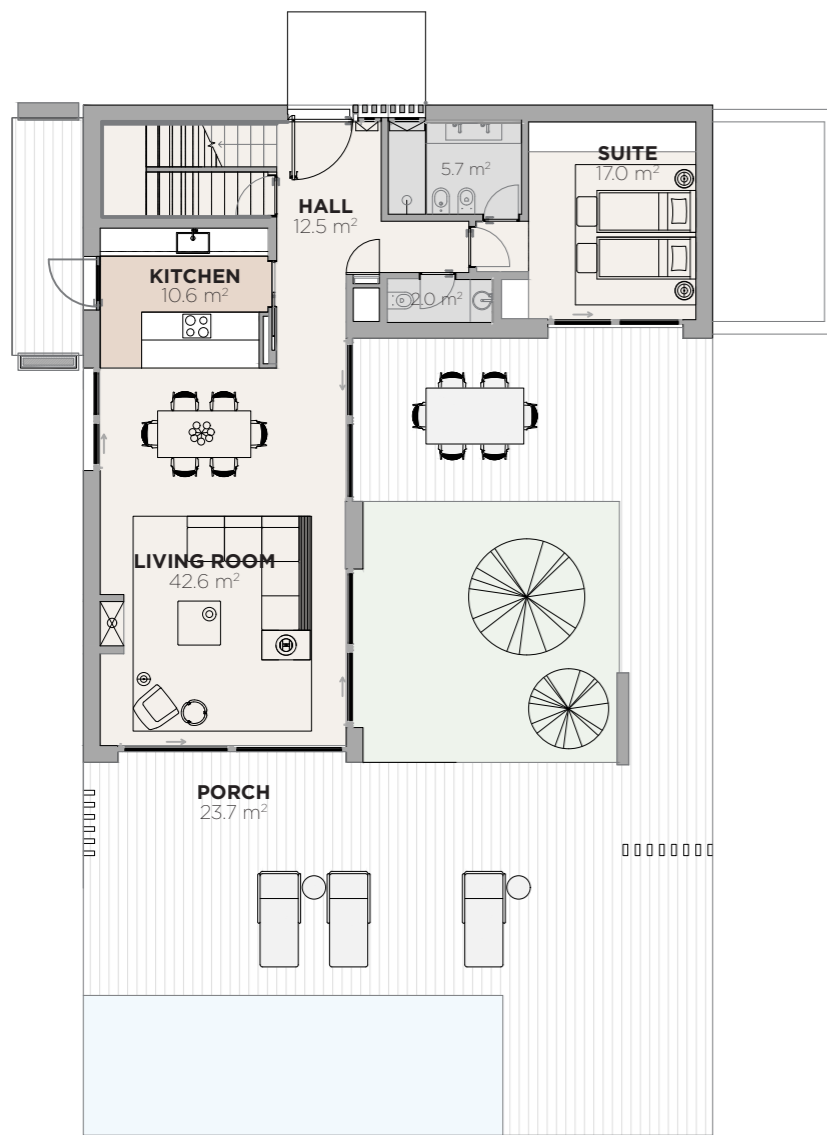 SUITE
17.0 m²
5.7 m²
HALL
12.5 m²
KITCHEN
10.6 m²
2.0 m²
LIVING ROOM
42.6 m²
PORCH
23.7 m²